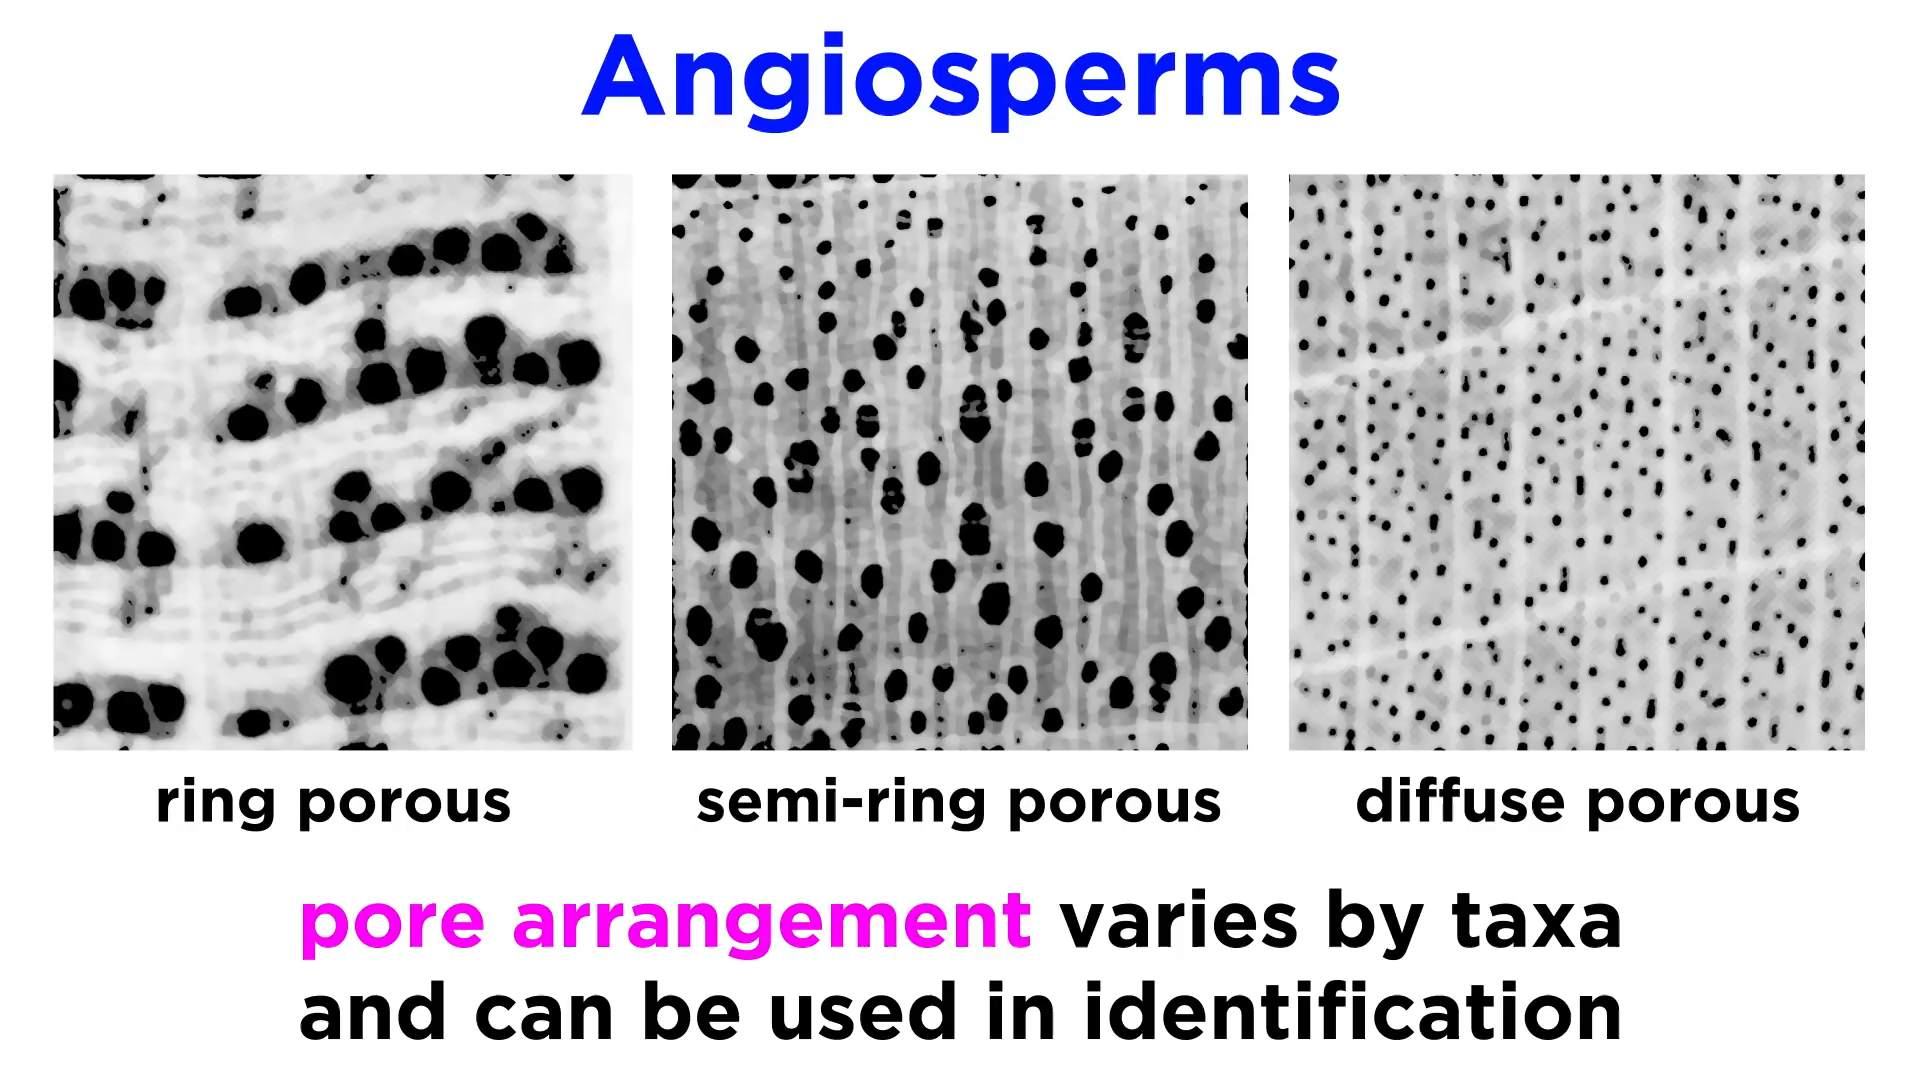 Angiosperms
ring porous
semi-ring porous
diffuse porous
pore arrangement varies by taxa
and can be used in identification